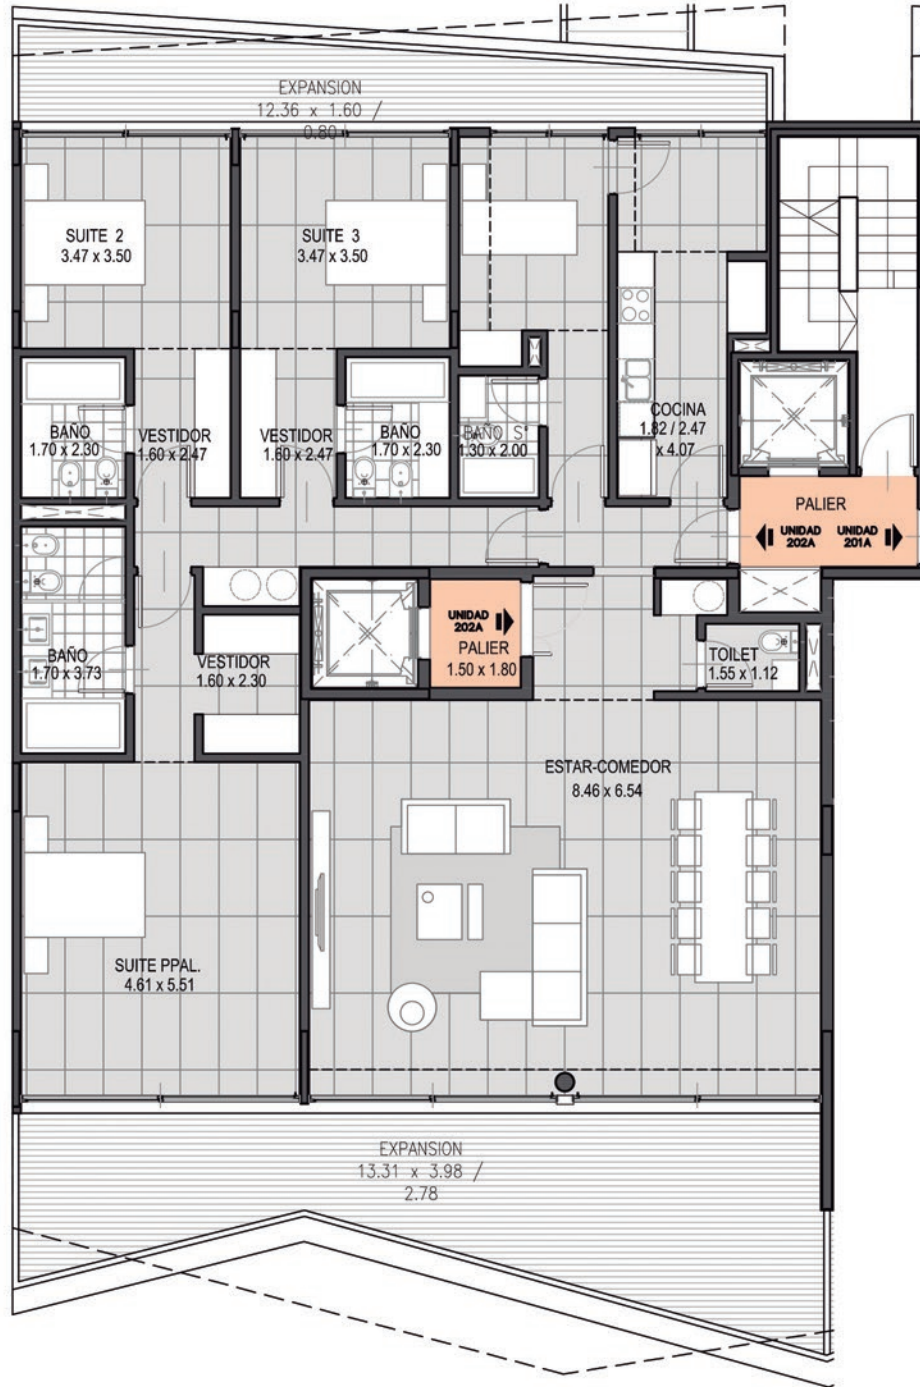 EXPANSION
12.36 x 1.60 /
0.80
SUITE 2
3.47 x 3.50
SUITE 3
3.47 x 3.50
BAÑO
1.70 x 2.30
VESTIDOR
1.60 x 2.47
VESTIDOR
1.60 x 2.47
BAÑO
1.70 x 2.30
BAÑO S°
1.30 x 2.00
COCINA
1.82 / 2.47
x 4.07
PALIER
UNIDAD
202A
UNIDAD
201A
BAÑO
1.70 x 3.73
VESTIDOR
1.60 x 2.30
UNIDAD
202A
PALIER
1.50 x 1.80
TOILET
1.55 x 1.12
ESTAR-COMEDOR
8.46 x 6.54
SUITE PPAL.
4.61 x 5.51
EXPANSION
13.31 x 3.98 /
2.78